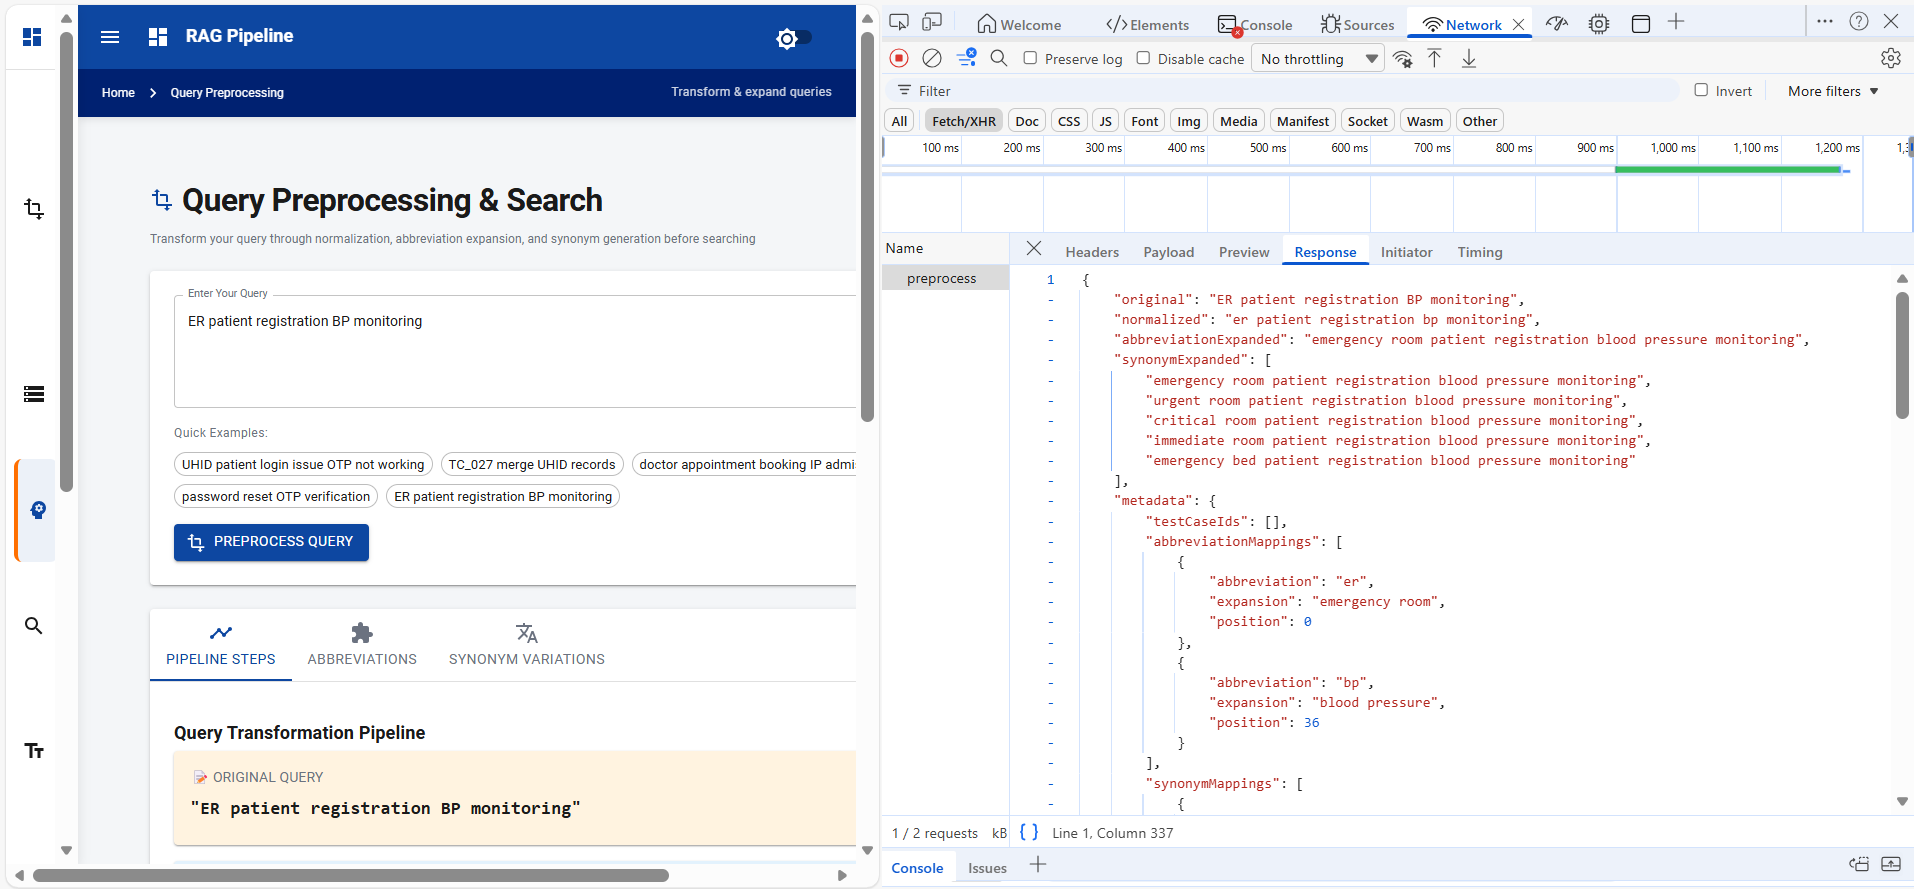 RAG Pipeline
Home
Query Preprocessing
Transform & expand queries
Query Preprocessing & Search
Transform your query through normalization, abbreviation expansion, and synonym generation before searching
Enter Your Query
ER patient registration BP monitoring
Quick Examples:
UHID patient login issue OTP not working
TC_027 merge UHID records
doctor appointment booking IP admi
password reset OTP verification
ER patient registration BP monitoring
PREPROCESS QUERY
PIPELINE STEPS
ABBREVIATIONS
SYNONYM VARIATIONS
Query Transformation Pipeline
ORIGINAL QUERY
"ER patient registration BP monitoring"
Welcome
Elements
Console
Sources
Network
Preserve log
Disable cache
No throttling
Filter
Invert
More filters
All
Fetch/XHR
Doc
CSS
JS
Font
Img
Media
Manifest
Socket
Wasm
Other
100 ms
200 ms
300 ms
400 ms
500 ms
600 ms
700 ms
800 ms
900 ms
1,000 ms
1,100 ms
1,200 ms
Name
preprocess
Headers
Payload
Preview
Response
Initiator
Timing
1 {
- "original": "ER patient registration BP monitoring",
- "normalized": "er patient registration bp monitoring",
- "abbreviationExpanded": "emergency room patient registration blood pressure monitoring",
- "synonymExpanded": [
- "emergency room patient registration blood pressure monitoring",
- "urgent room patient registration blood pressure monitoring",
- "critical room patient registration blood pressure monitoring",
- "immediate room patient registration blood pressure monitoring",
- "emergency bed patient registration blood pressure monitoring"
- ],
- "metadata": {
- "testCaseIds": [],
- "abbreviationMappings": [
- {
- "abbreviation": "er",
- "expansion": "emergency room",
- "position": 0
- },
- {
- "abbreviation": "bp",
- "expansion": "blood pressure",
- "position": 36
- }
- ],
- "synonymMappings": [
- {
1 / 2 requests
kB
{ }
Line 1, Column 337
Console
Issues